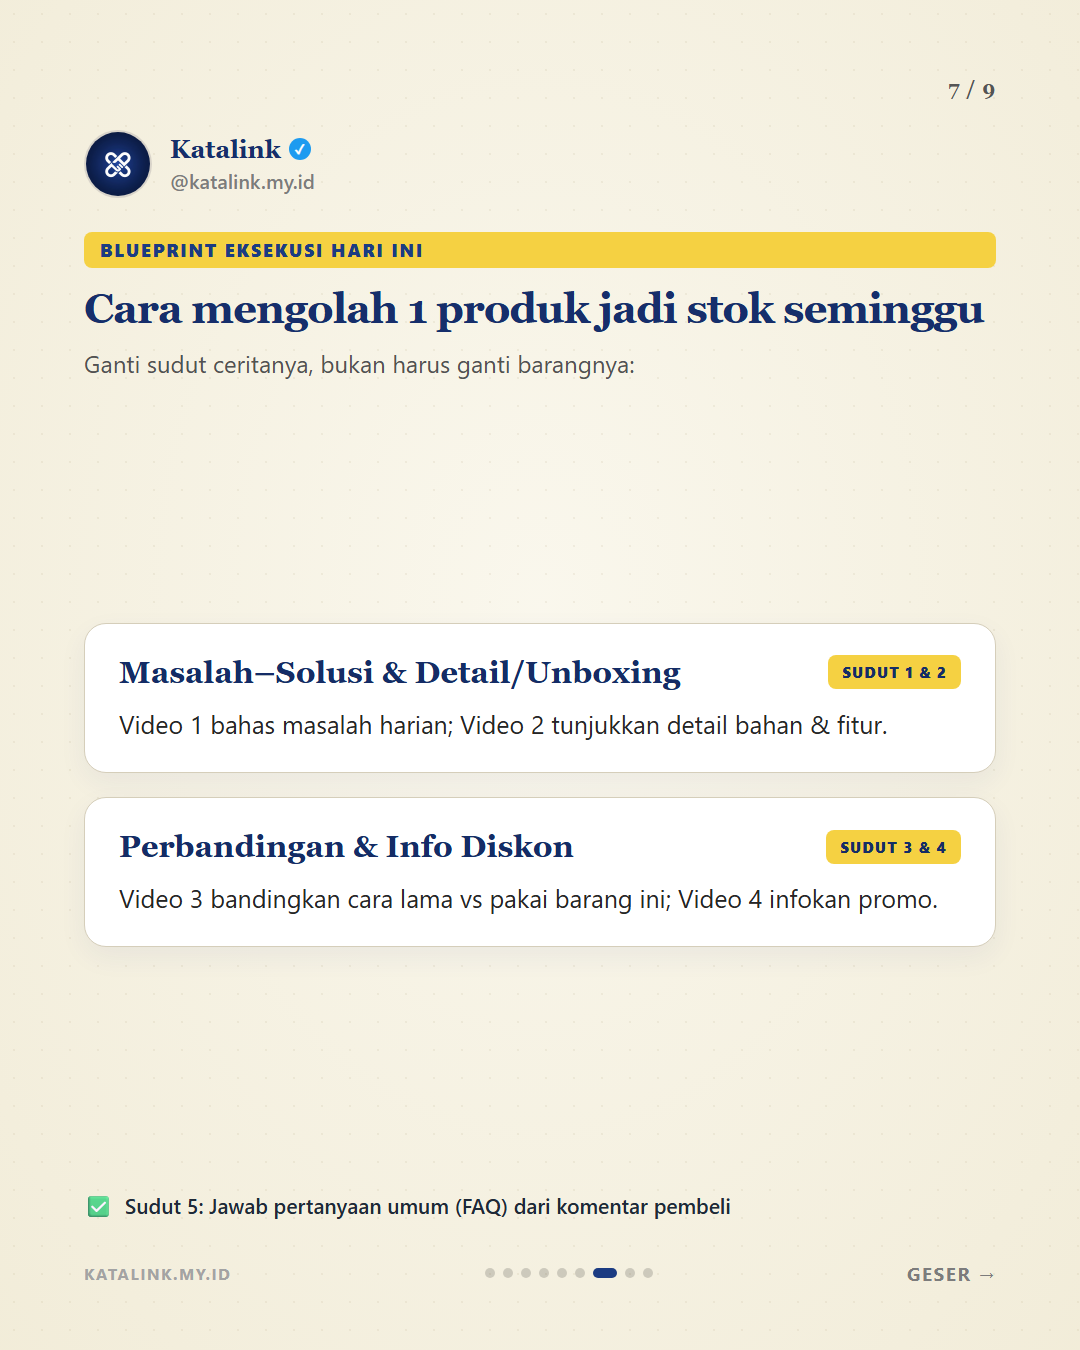 7 / 9
Katalink
@katalink.my.id
BLUEPRINT EKSEKUSI HARI INI
Cara mengolah 1 produk jadi stok seminggu
Ganti sudut ceritanya, bukan harus ganti barangnya:
Masalah–Solusi & Detail/Unboxing
SUDUT 1 & 2
Video 1 bahas masalah harian; Video 2 tunjukkan detail bahan & fitur.
Perbandingan & Info Diskon
SUDUT 3 & 4
Video 3 bandingkan cara lama vs pakai barang ini; Video 4 infokan promo.
✅ Sudut 5: Jawab pertanyaan umum (FAQ) dari komentar pembeli
KATALINK.MY.ID
GESER →